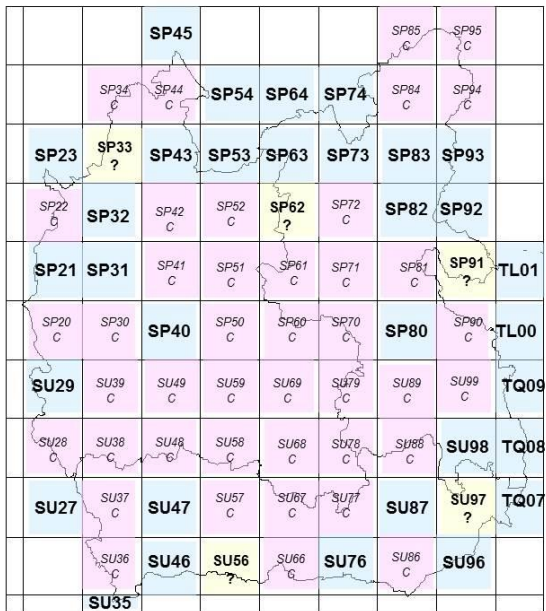 SP45 SP85 SP95
C C
SP34 SP44 SP54 SP64 SP74 SP84 SP94
C C C C
SP23 SP33 SP43 SP53 SP63 SP73 SP83 SP93
?
SP22 SP32 SP42 SP52 SP62 SP72 SP82 SP92
C C C ? C
SP21 SP31 SP41 SP51 SP61 SP71 SP81 SP91 TL01
C C C C C ?
SP20 SP30 SP40 SP50 SP60 SP70 SP80 SP90 TL00
C C C C C C
SU29 SU39 SU49 SU59 SU69 SU79 SU89 SU99 TQ09
C C C C C C C
SU28 SU38 SU48 SU58 SU68 SU78 SU88 SU98 TQ08
C C C C C C C
SU27 SU37 SU47 SU57 SU67 SU77 SU87 SU97 TQ07
C C C C ?
SU36 SU46 SU56 SU66 SU76 SU86 SU96
C ? C C
SU35